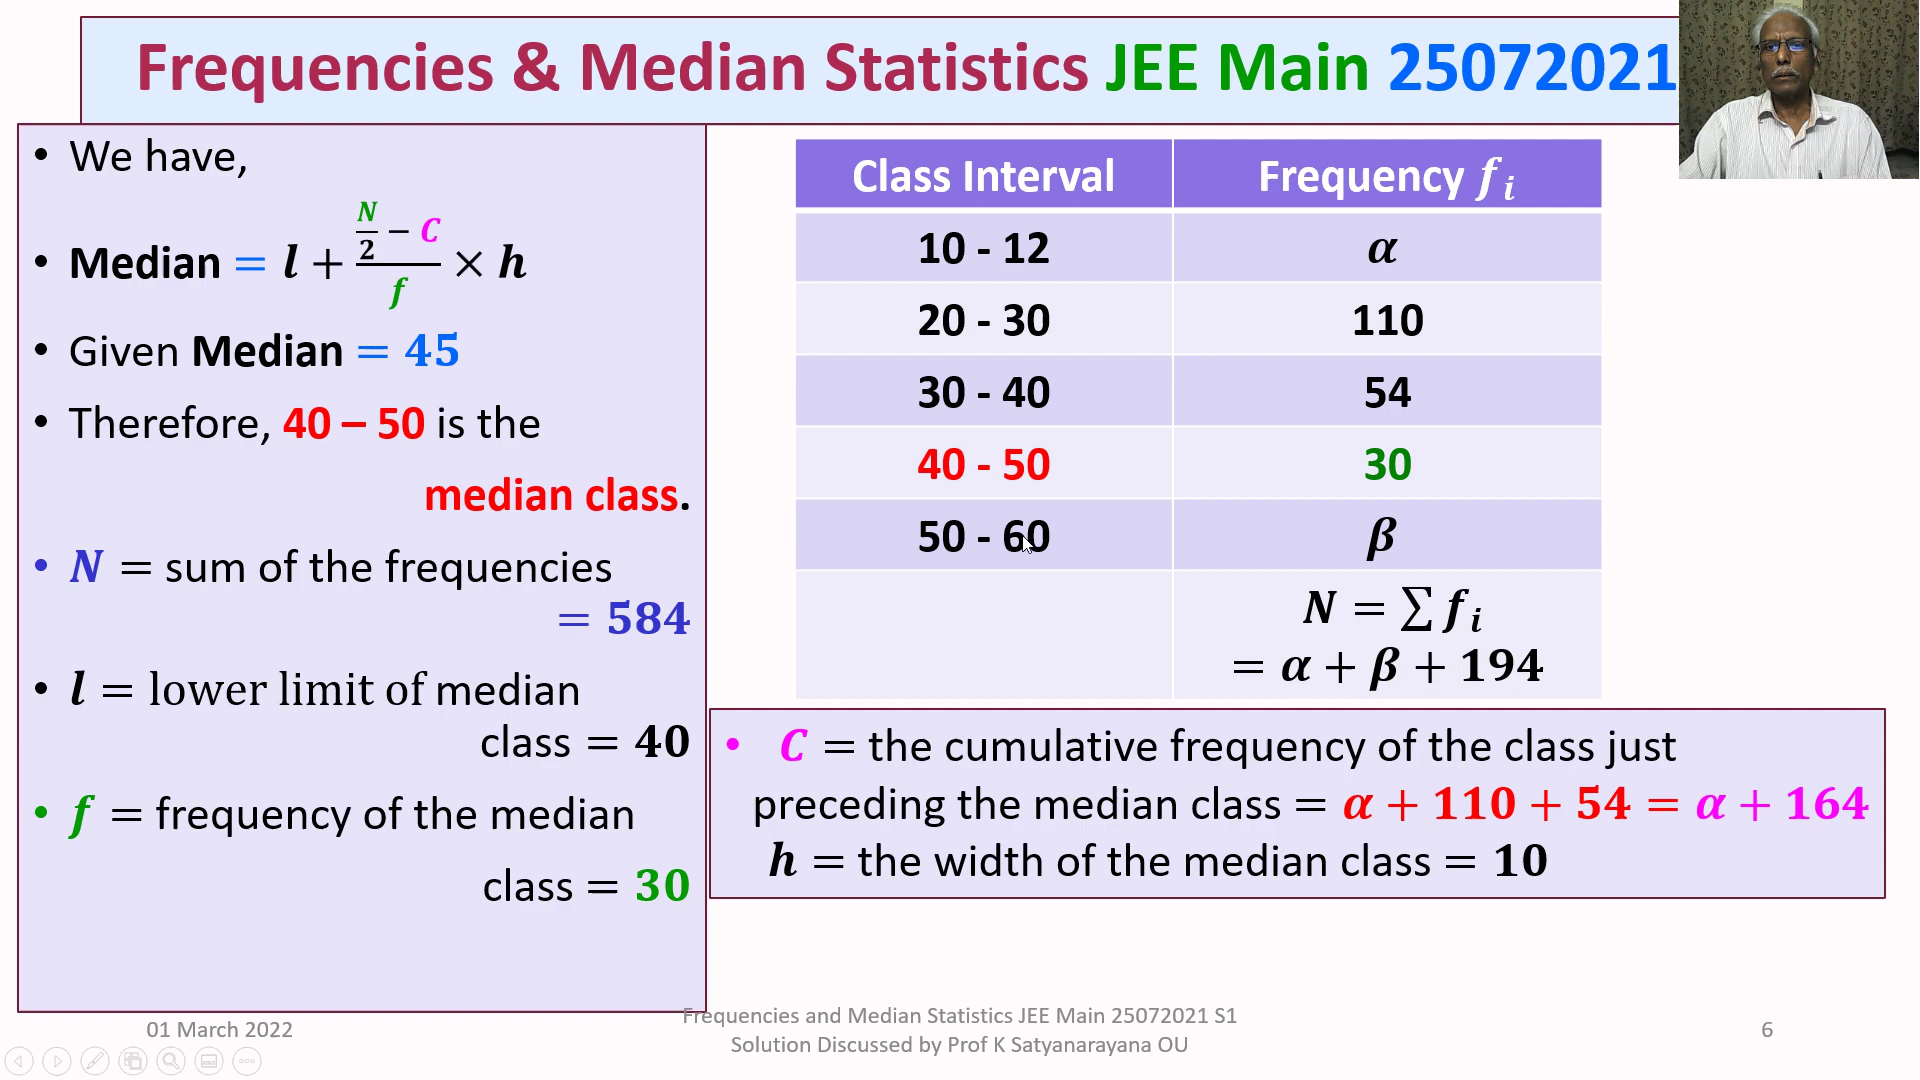 Frequencies & Median Statistics JEE Main 25072021
• We have,
• Median = l + (N/2 − C)/f × h
• Given Median = 45
• Therefore, 40 – 50 is the
median class.
• N = sum of the frequencies
= 584
• l = lower limit of median
class = 40
• f = frequency of the median
class = 30
Class Interval Frequency fᵢ
10 - 12 α
20 - 30 110
30 - 40 54
40 - 50 30
50 - 60 β
N = ∑ fᵢ
= α + β + 194
• C = the cumulative frequency of the class just
preceding the median class = α + 110 + 54 = α + 164
h = the width of the median class = 10
01 March 2022
Frequencies and Median Statistics JEE Main 25072021 S1
Solution Discussed by Prof K Satyanarayana OU
6